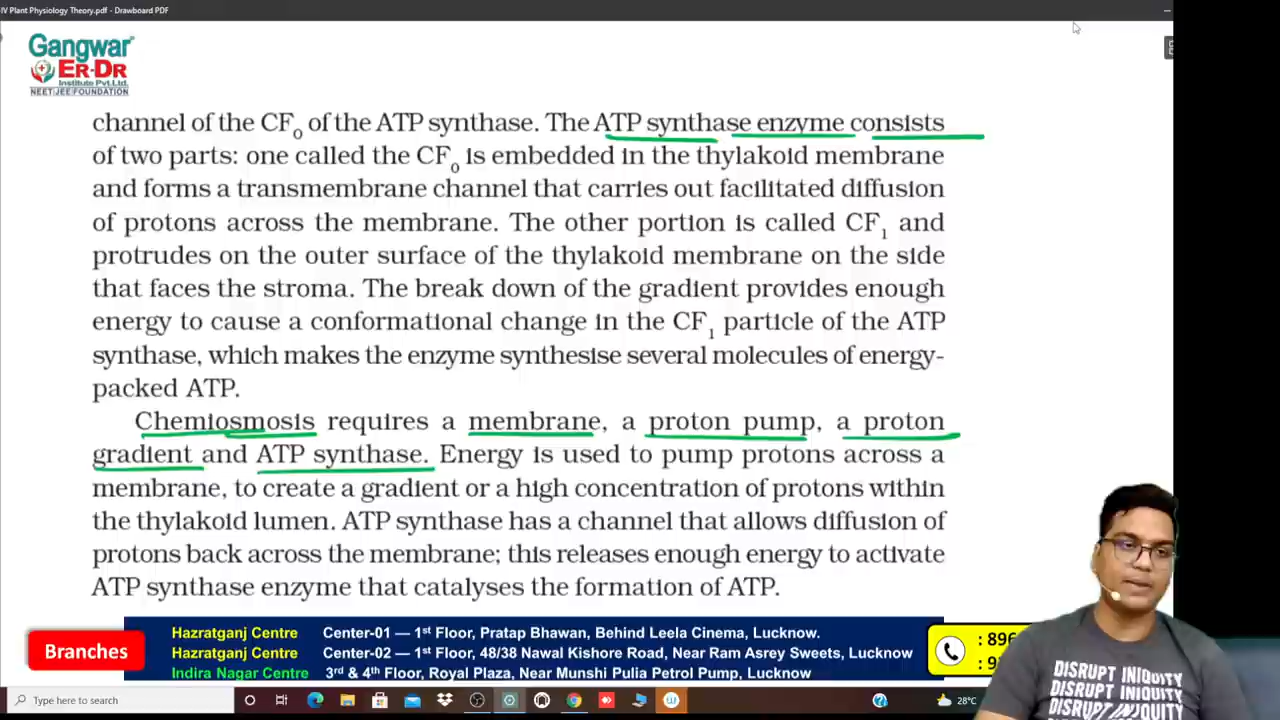 IV Plant Physiology Theory.pdf - Drawboard PDF
Gangwar
ER-DR
Institute Pvt.Ltd.
NEET|JEE|FOUNDATION
channel of the CF0 of the ATP synthase. The ATP synthase enzyme consists
of two parts: one called the CF0 is embedded in the thylakoid membrane
and forms a transmembrane channel that carries out facilitated diffusion
of protons across the membrane. The other portion is called CF1 and
protrudes on the outer surface of the thylakoid membrane on the side
that faces the stroma. The break down of the gradient provides enough
energy to cause a conformational change in the CF1 particle of the ATP
synthase, which makes the enzyme synthesise several molecules of energy-
packed ATP.
Chemiosmosis requires a membrane, a proton pump, a proton
gradient and ATP synthase. Energy is used to pump protons across a
membrane, to create a gradient or a high concentration of protons within
the thylakoid lumen. ATP synthase has a channel that allows diffusion of
protons back across the membrane; this releases enough energy to activate
ATP synthase enzyme that catalyses the formation of ATP.
Branches
Hazratganj Centre Center-01 — 1st Floor, Pratap Bhawan, Behind Leela Cinema, Lucknow.
Hazratganj Centre Center-02 — 1st Floor, 48/38 Nawal Kishore Road, Near Ram Asrey Sweets, Lucknow
Indira Nagar Centre 3rd & 4th Floor, Royal Plaza, Near Munshi Pulia Petrol Pump, Lucknow
: 896
: 9
DISRUPT INIQUITY
DISRUPT INIQUITY
DISRUPT INIQUITY
Type here to search
28°C